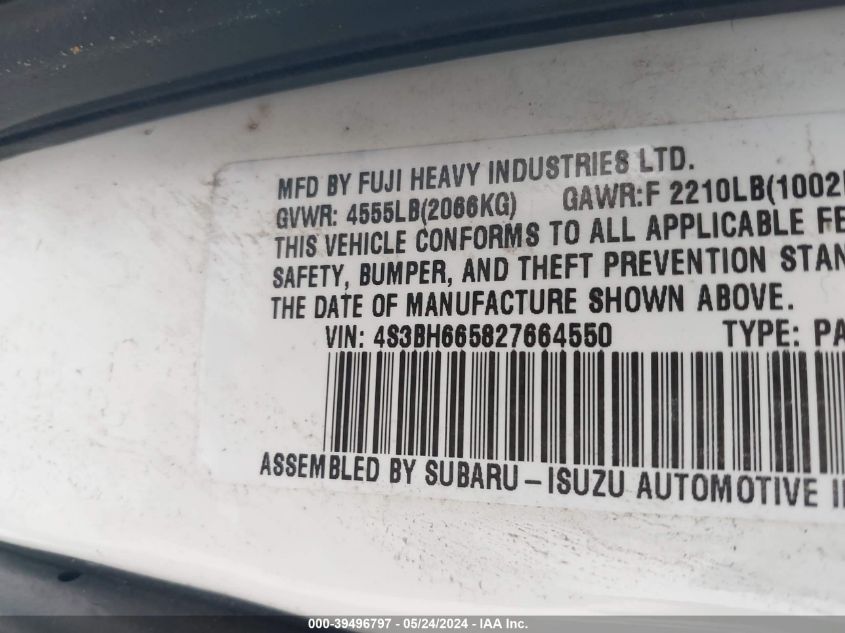 MFD BY FUJI HEAVY INDUSTRIES LTD.
GVWR: 4555LB(2066KG) GAWR:F 2210LB(1002
THIS VEHICLE CONFORMS TO ALL APPLICABLE FE
SAFETY, BUMPER, AND THEFT PREVENTION STAN
THE DATE OF MANUFACTURE SHOWN ABOVE.
VIN: 4S3BH665827664550 TYPE: PA
ASSEMBLED BY SUBARU-ISUZU AUTOMOTIVE I
000-39496797 - 05/24/2024 - IAA Inc.